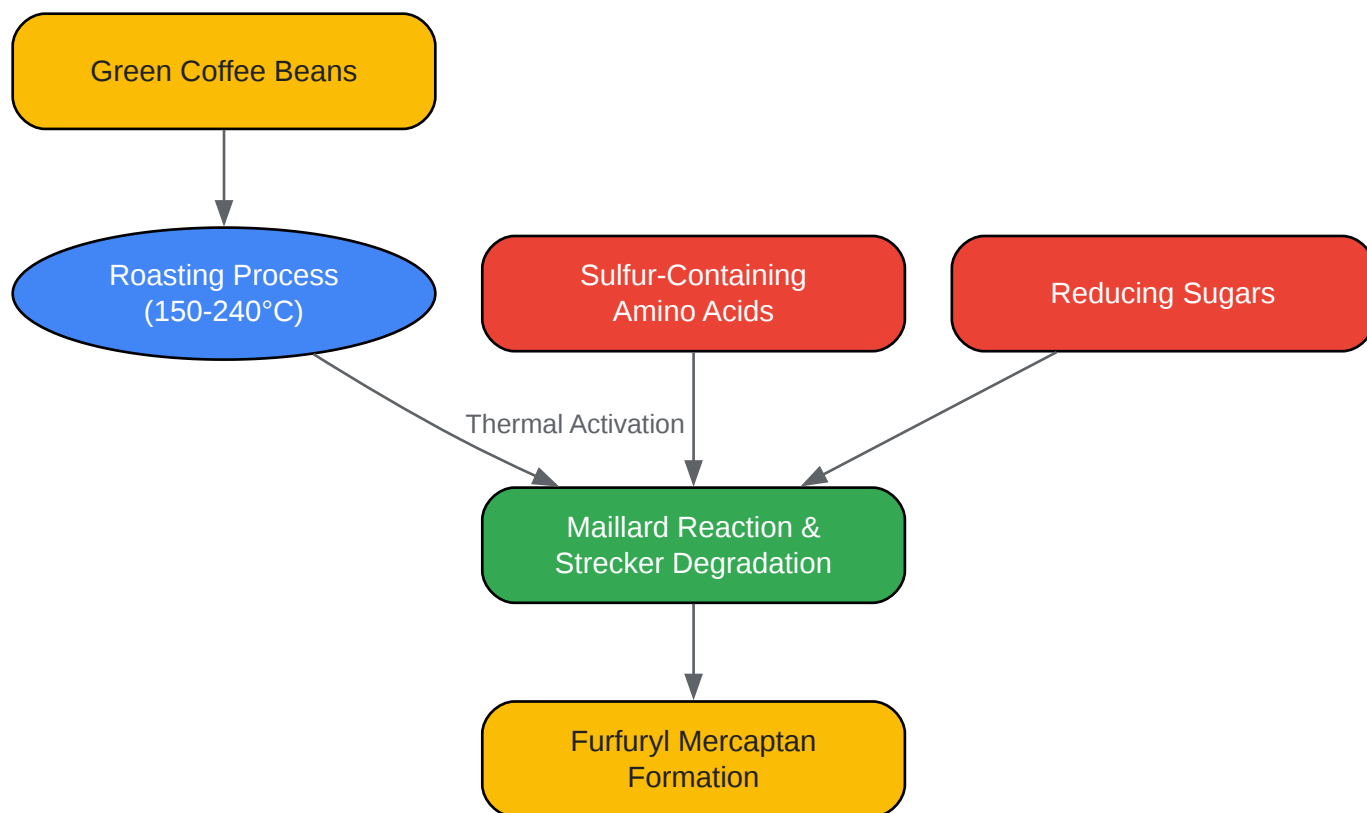 Green Coffee Beans
Roasting Process
(150-240°C)
Sulfur-Containing
Amino Acids
Reducing Sugars
Thermal Activation
Maillard Reaction &
Strecker Degradation
Furfuryl Mercaptan
Formation